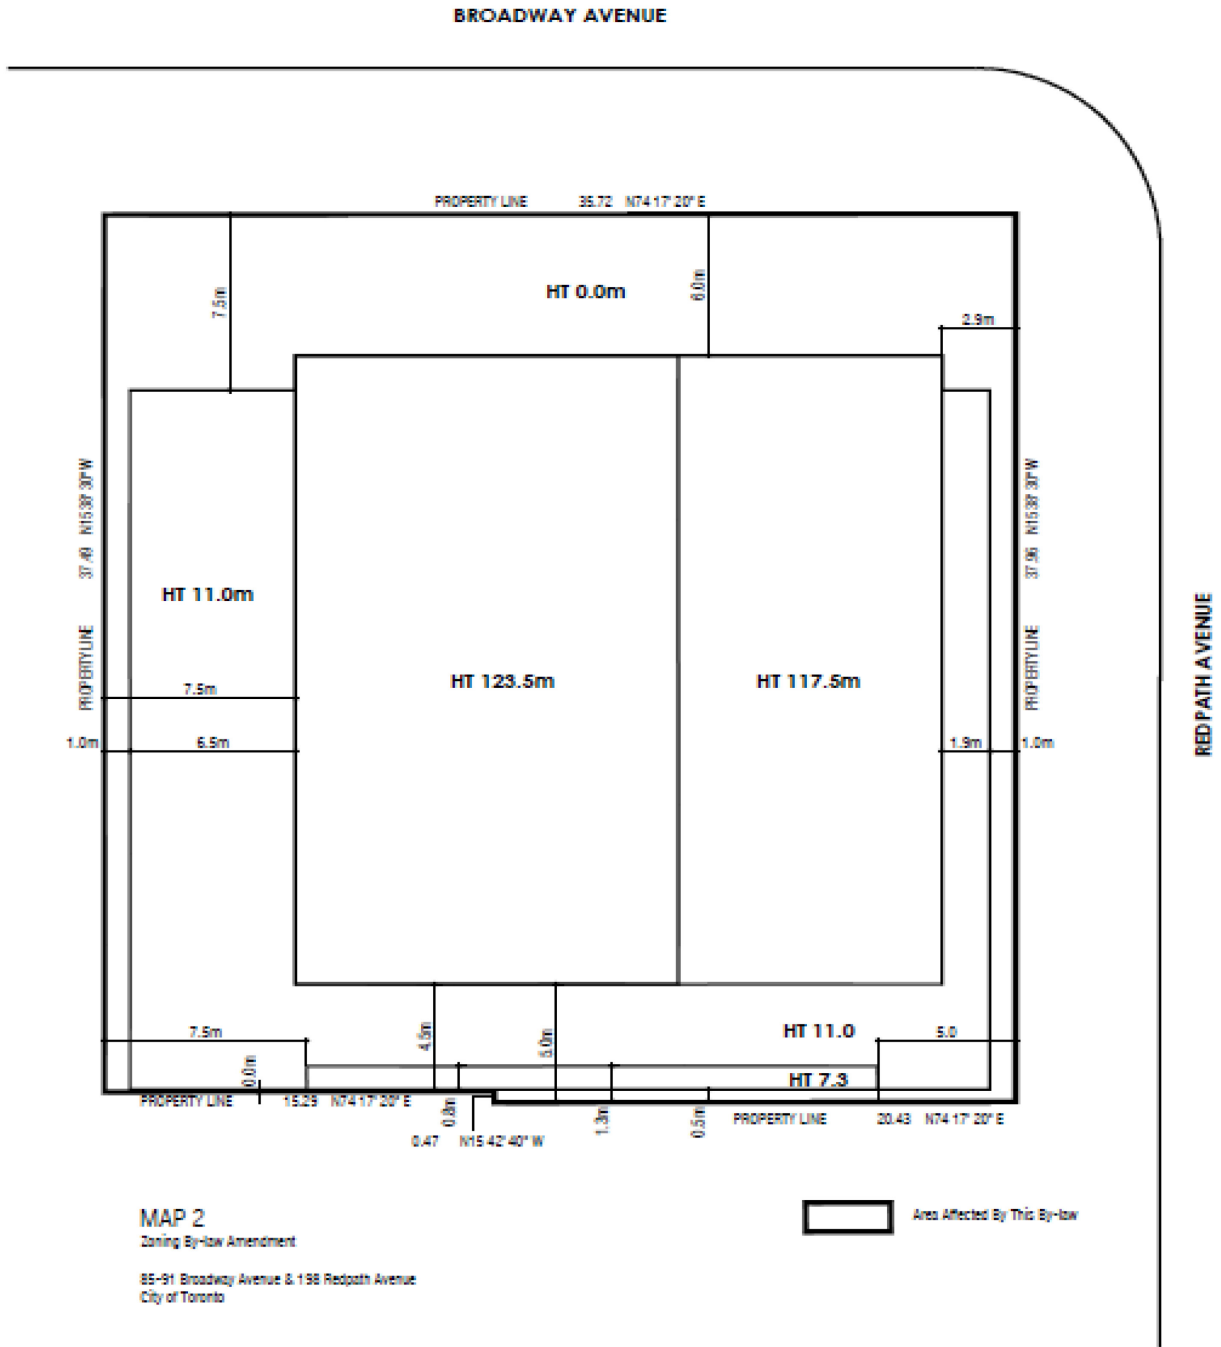 BROADWAY AVENUE
PROPERTY LINE 35.72 N74 17' 20" E
7.5m
HT 0.0m
6.0m
2.9m
PROPERTY LINE 37.49 N15 38' 30" W
PROPERTY LINE 37.96 N15 38' 30" W
REDPATH AVENUE
HT 11.0m
HT 123.5m
HT 117.5m
7.5m
1.0m
6.5m
1.9m
1.0m
7.5m
4.5m
5.0m
HT 11.0
5.0
0.0m
HT 7.3
PROPERTY LINE 15.29 N74 17' 20" E
0.8m
1.3m
0.5m
PROPERTY LINE 20.43 N74 17' 20" E
0.47 N15 42' 40" W
MAP 2
Zoning By-law Amendment
Area Affected By This By-law
85-91 Broadway Avenue & 198 Redpath Avenue
City of Toronto